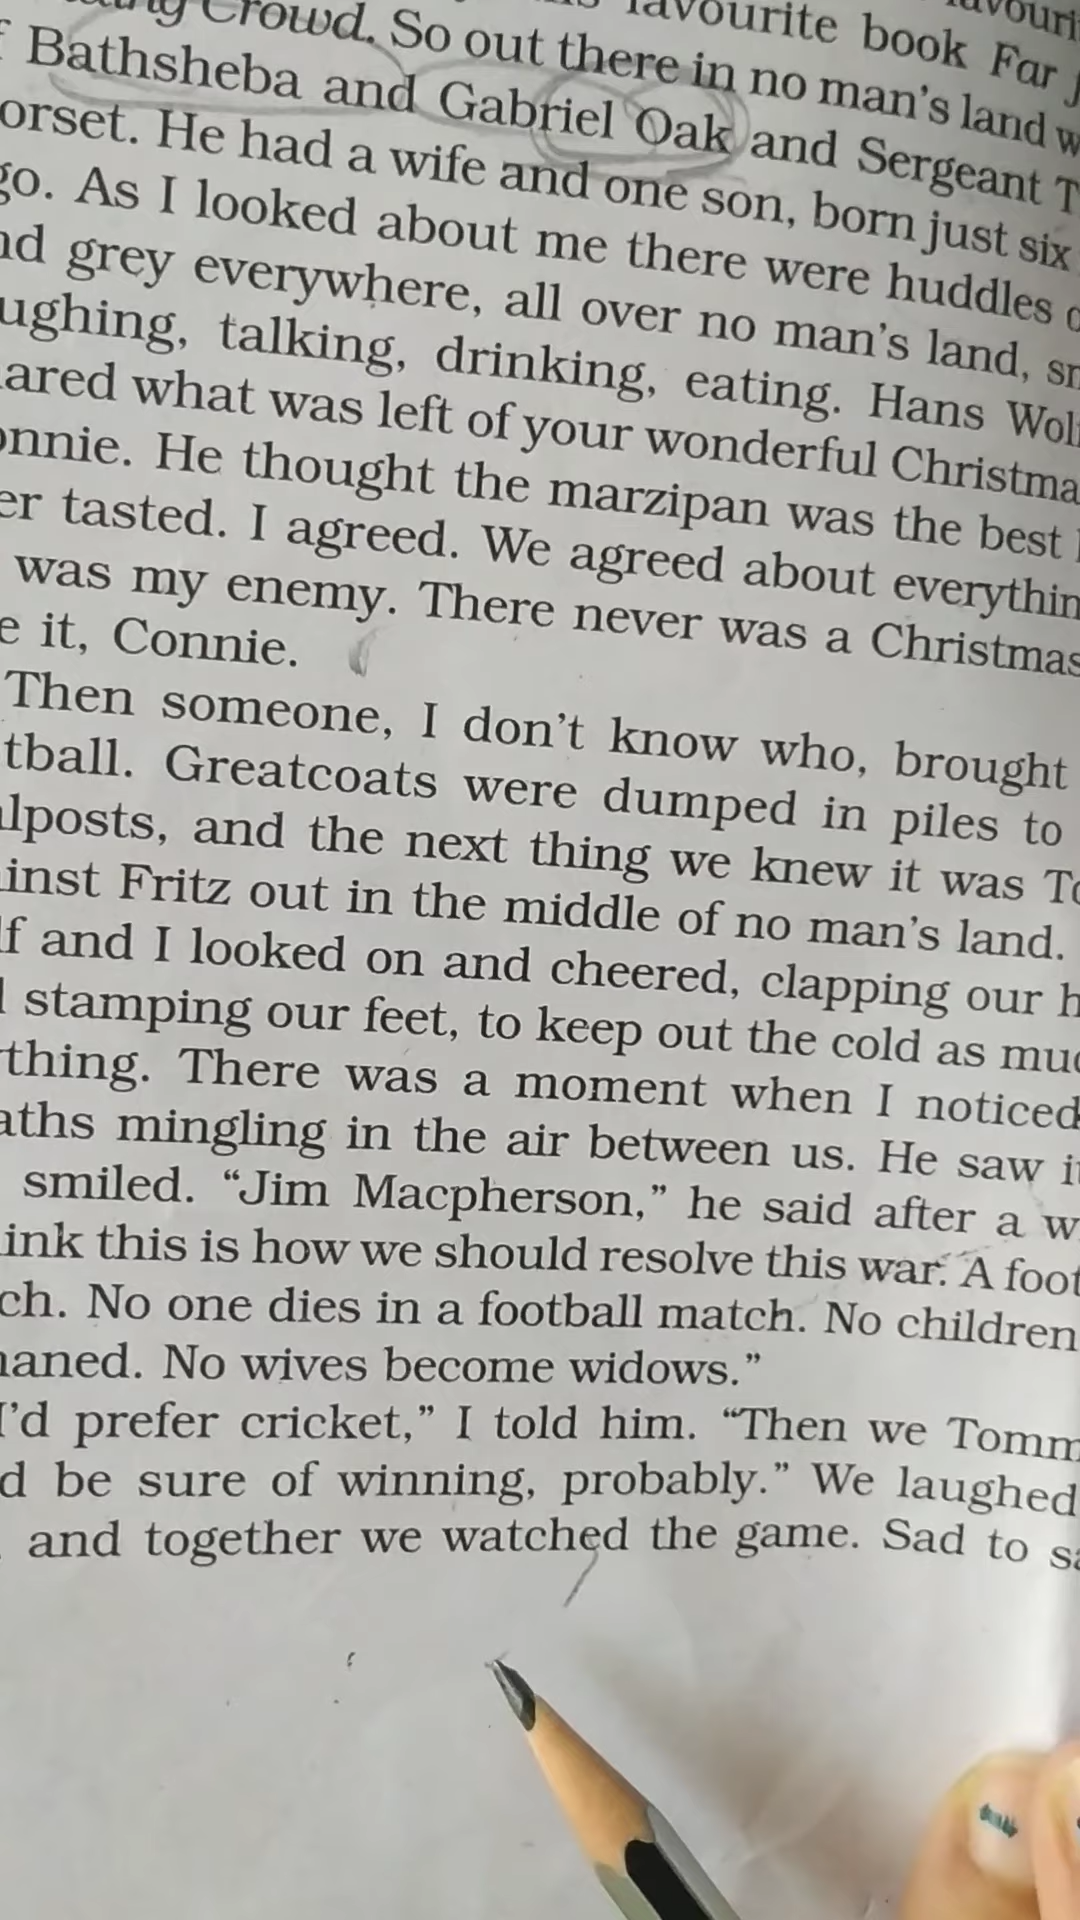 Crowd. So out there in no man's land
favourite book Far
Bathsheba and Gabriel Oak and Sergeant
orset. He had a wife and one son, born just six
go. As I looked about me there were huddles
nd grey everywhere, all over no man's land,
ughing, talking, drinking, eating. Hans Wol
ared what was left of your wonderful Christma
onnie. He thought the marzipan was the best
er tasted. I agreed. We agreed about everythin
was my enemy. There never was a Christmas
e it, Connie.
Then someone, I don't know who, brought
tball. Greatcoats were dumped in piles to
alposts, and the next thing we knew it was To
inst Fritz out in the middle of no man's land.
lf and I looked on and cheered, clapping our h
stamping our feet, to keep out the cold as muc
thing. There was a moment when I noticed
aths mingling in the air between us. He saw it
smiled. “Jim Macpherson,” he said after a w
ink this is how we should resolve this war. A foot
ch. No one dies in a football match. No children
haned. No wives become widows.”
I'd prefer cricket,” I told him. “Then we Tomm
d be sure of winning, probably.” We laughed
and together we watched the game. Sad to sa